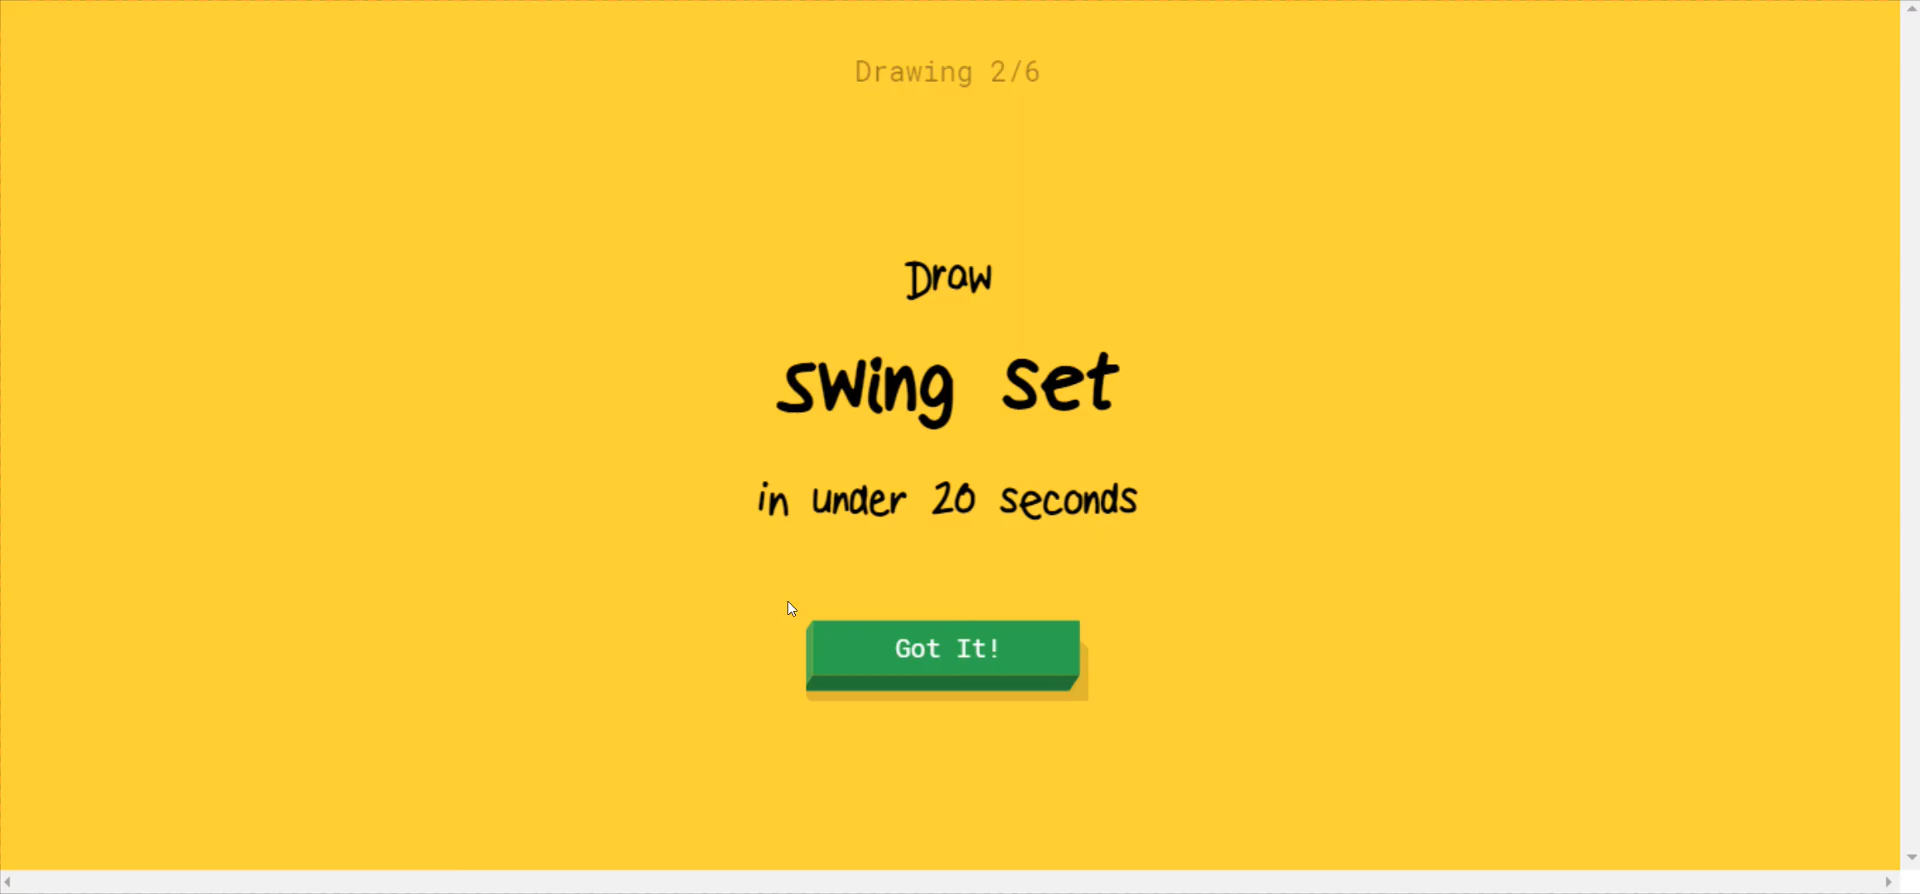 Drawing 2/6
Draw
swing set
in under 20 seconds
Got It!